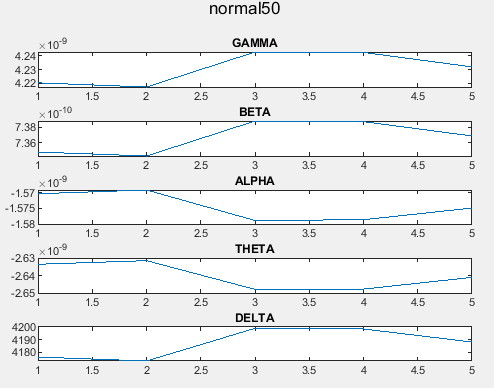 normal50
×10^-9
GAMMA
4.24
4.23
4.22
1 1.5 2 2.5 3 3.5 4 4.5 5
×10^-10
BETA
7.38
7.36
1 1.5 2 2.5 3 3.5 4 4.5 5
×10^-9
ALPHA
-1.57
-1.575
-1.58
1 1.5 2 2.5 3 3.5 4 4.5 5
×10^-9
THETA
-2.63
-2.64
-2.65
1 1.5 2 2.5 3 3.5 4 4.5 5
DELTA
4200
4190
4180
1 1.5 2 2.5 3 3.5 4 4.5 5